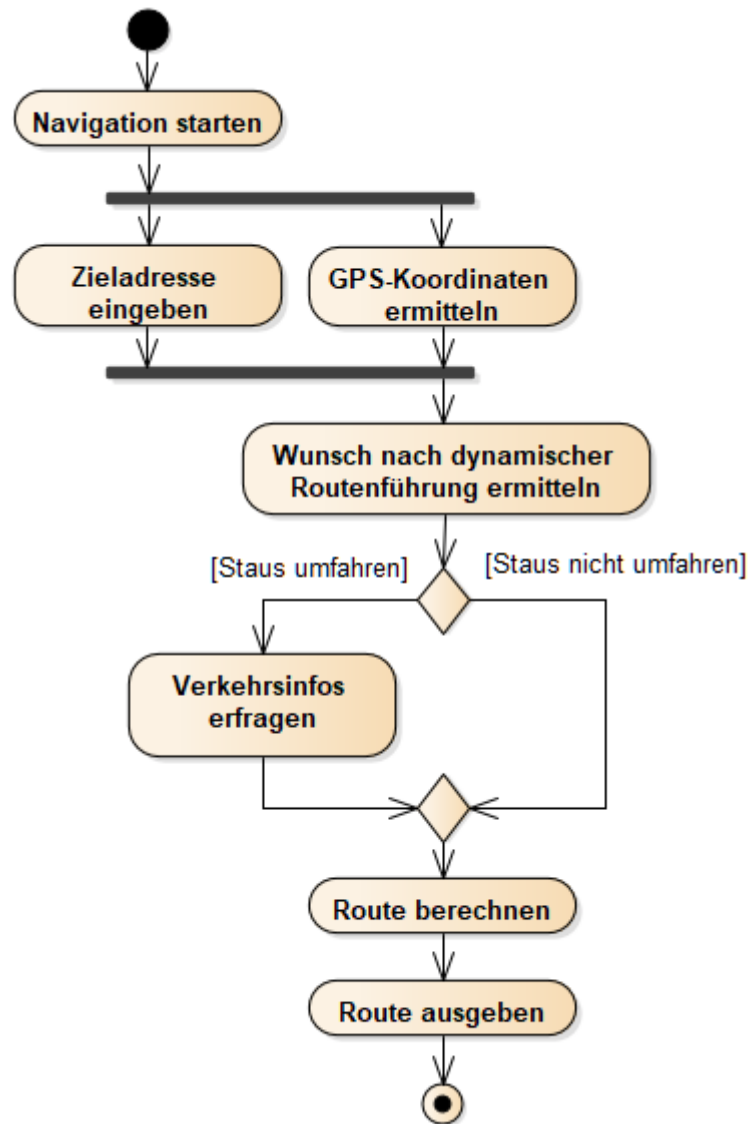 Navigation starten
Zieladresse
eingeben
GPS-Koordinaten
ermitteln
Wunsch nach dynamischer
Routenführung ermitteln
[Staus umfahren]
[Staus nicht umfahren]
Verkehrsinfos
erfragen
Route berechnen
Route ausgeben